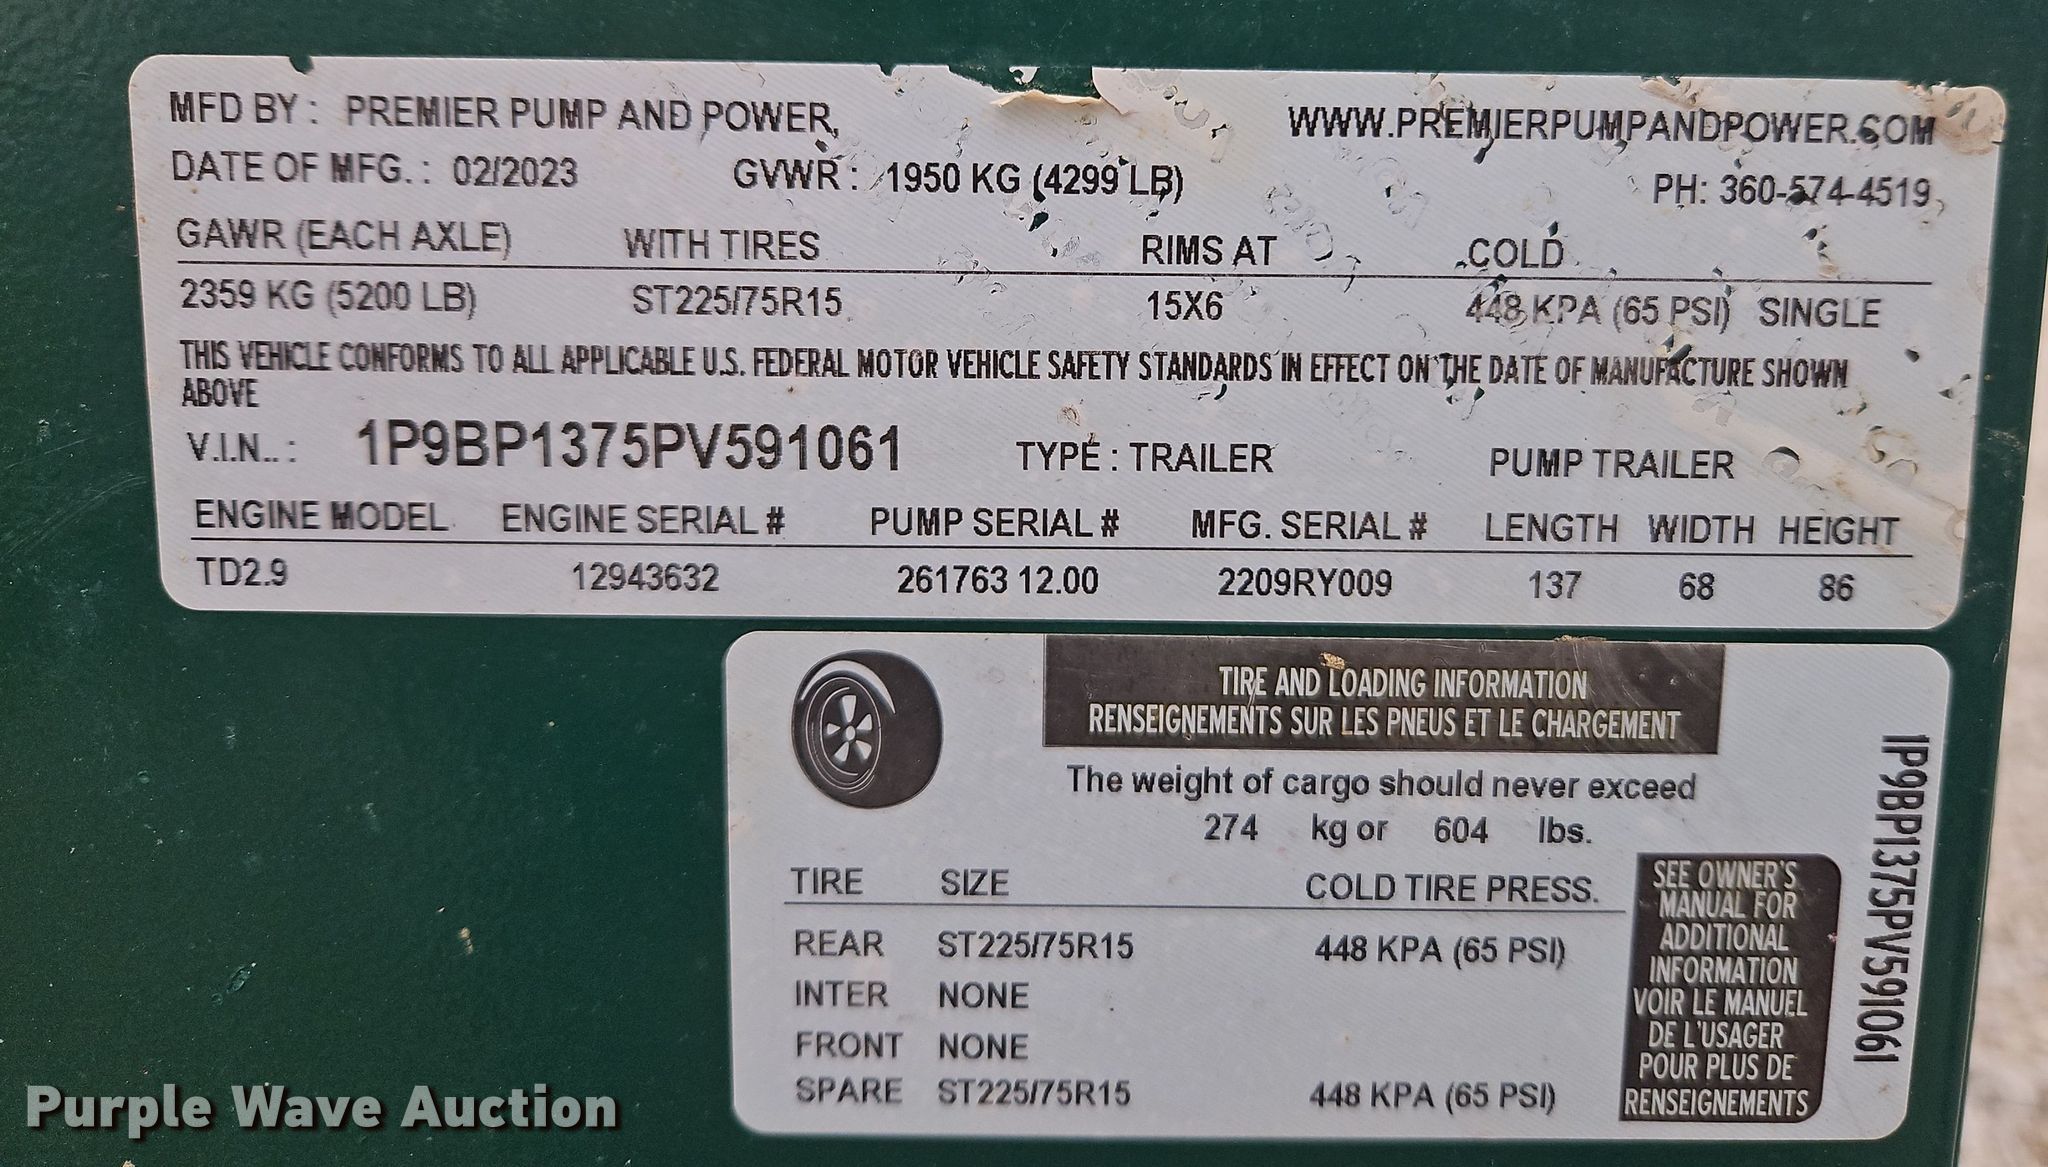 MFD BY : PREMIER PUMP AND POWER, WWW.PREMIERPUMPANDPOWER.COM
DATE OF MFG. : 02/2023 GVWR : 1950 KG (4299 LB) PH: 360-574-4519
GAWR (EACH AXLE) WITH TIRES RIMS AT COLD
2359 KG (5200 LB) ST225/75R15 15X6 448 KPA (65 PSI) SINGLE
THIS VEHICLE CONFORMS TO ALL APPLICABLE U.S. FEDERAL MOTOR VEHICLE SAFETY STANDARDS IN EFFECT ON THE DATE OF MANUFACTURE SHOWN
ABOVE
V.I.N.. : 1P9BP1375PV591061 TYPE : TRAILER PUMP TRAILER
ENGINE MODEL ENGINE SERIAL # PUMP SERIAL # MFG. SERIAL # LENGTH WIDTH HEIGHT
TD2.9 12943632 261763 12.00 2209RY009 137 68 86
TIRE AND LOADING INFORMATION
RENSEIGNEMENTS SUR LES PNEUS ET LE CHARGEMENT
The weight of cargo should never exceed
274 kg or 604 lbs.
TIRE SIZE COLD TIRE PRESS.
REAR ST225/75R15 448 KPA (65 PSI)
INTER NONE
FRONT NONE
SPARE ST225/75R15 448 KPA (65 PSI)
SEE OWNER'S
MANUAL FOR
ADDITIONAL
INFORMATION
VOIR LE MANUEL
DE L'USAGER
POUR PLUS DE
RENSEIGNEMENTS
1P9BP1375PV591061
Purple Wave Auction